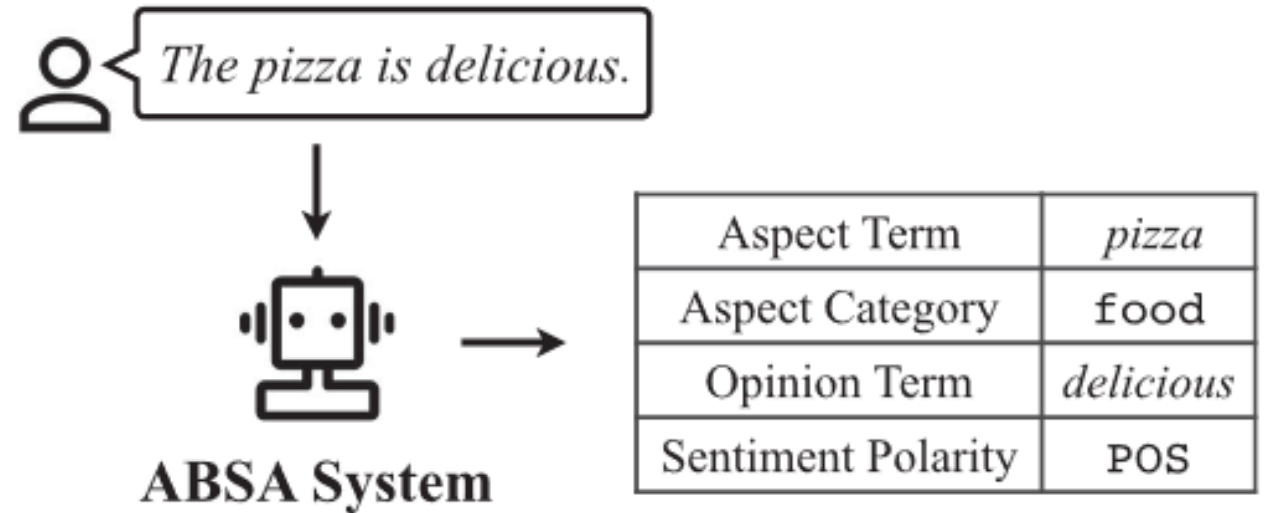 The pizza is delicious.
Aspect Term pizza
Aspect Category food
Opinion Term delicious
Sentiment Polarity POS
ABSA System